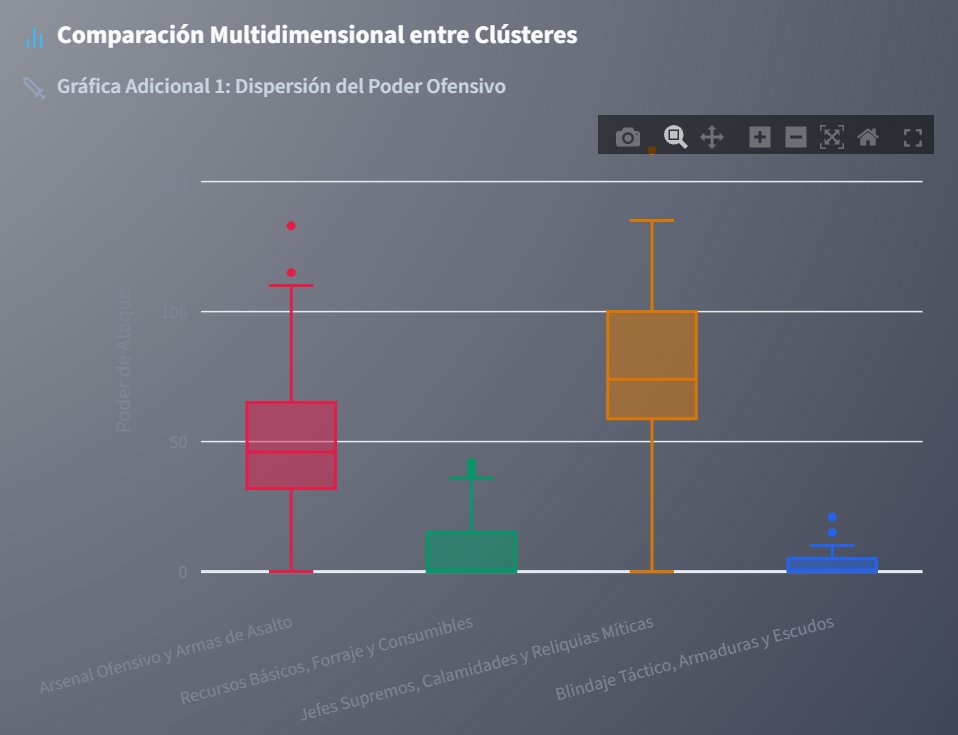 Comparación Multidimensional entre Clústeres
Gráfica Adicional 1: Dispersión del Poder Ofensivo
150
100
50
0
Poder de Ataque
Arsenal Ofensivo y Armas de Asalto
Recursos Básicos, Forraje y Consumibles
Jefes Supremos, Calamidades y Reliquias Míticas
Blindaje Táctico, Armaduras y Escudos